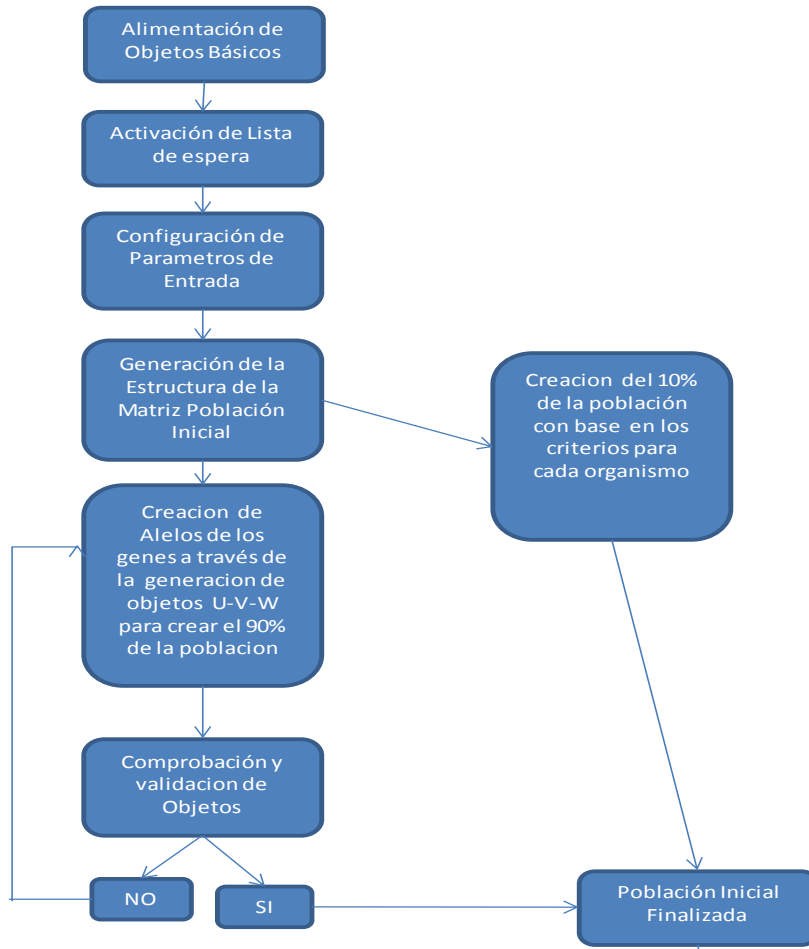 Alimentación de
Objetos Básicos
Activación de Lista
de espera
Configuración de
Parametros de
Entrada
Generación de la
Estructura de la
Matriz Población
Inicial
Creacion del 10%
de la población
con base en los
criterios para
cada organismo
Creacion de
Alelos de los
genes a través de
la generacion de
objetos U-V-W
para crear el 90%
de la poblacion
Comprobación y
validacion de
Objetos
NO
SI
Población Inicial
Finalizada